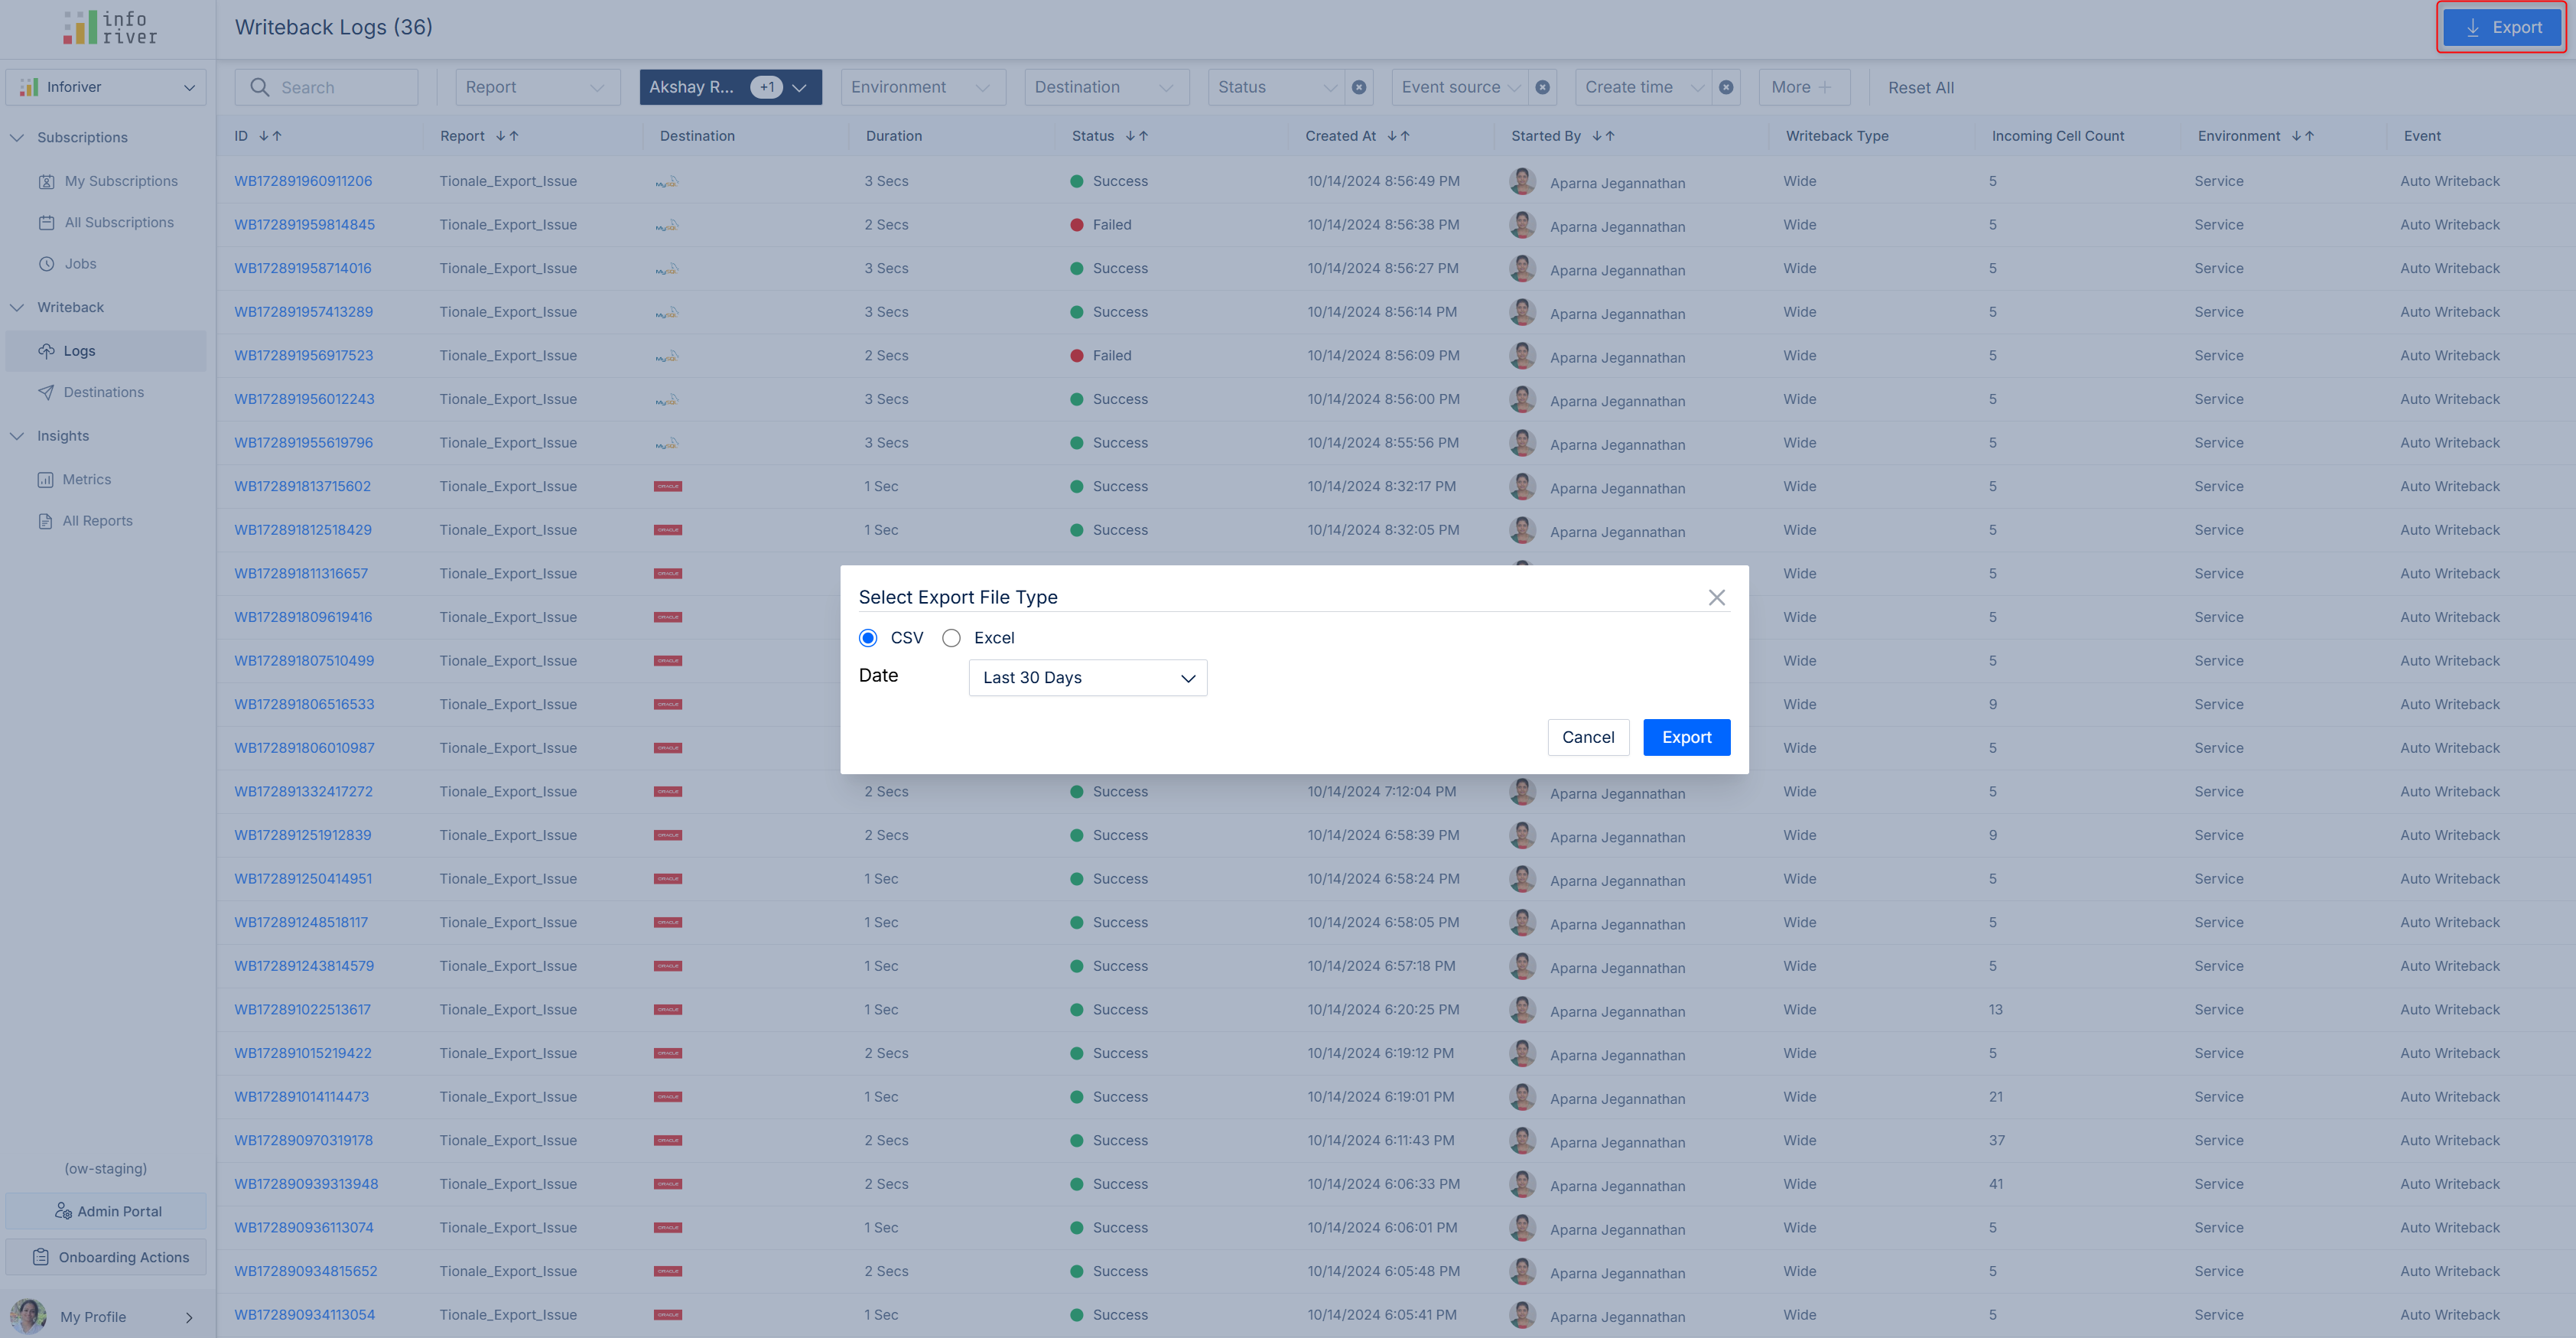 info
river
Writeback Logs (36)
Export
Inforiver
Search
Report
Akshay R... +1
Environment
Destination
Status
Event source
Create time
More
Reset All
Subscriptions
My Subscriptions
All Subscriptions
Jobs
Writeback
Logs
Destinations
Insights
Metrics
All Reports
(ow-staging)
Admin Portal
Onboarding Actions
My Profile
ID Report Destination Duration Status Created At Started By Writeback Type Incoming Cell Count Environment Event
WB172891960911206 Tionale_Export_Issue MySQL 3 Secs Success 10/14/2024 8:56:49 PM Aparna Jegannathan Wide 5 Service Auto Writeback
WB172891959814845 Tionale_Export_Issue MySQL 2 Secs Failed 10/14/2024 8:56:38 PM Aparna Jegannathan Wide 5 Service Auto Writeback
WB172891958714016 Tionale_Export_Issue MySQL 3 Secs Success 10/14/2024 8:56:27 PM Aparna Jegannathan Wide 5 Service Auto Writeback
WB172891957413289 Tionale_Export_Issue MySQL 3 Secs Success 10/14/2024 8:56:14 PM Aparna Jegannathan Wide 5 Service Auto Writeback
WB172891956917523 Tionale_Export_Issue MySQL 2 Secs Failed 10/14/2024 8:56:09 PM Aparna Jegannathan Wide 5 Service Auto Writeback
WB172891956012243 Tionale_Export_Issue MySQL 3 Secs Success 10/14/2024 8:56:00 PM Aparna Jegannathan Wide 5 Service Auto Writeback
WB172891955619796 Tionale_Export_Issue MySQL 3 Secs Success 10/14/2024 8:55:56 PM Aparna Jegannathan Wide 5 Service Auto Writeback
WB172891813715602 Tionale_Export_Issue ORACLE 1 Sec Success 10/14/2024 8:32:17 PM Aparna Jegannathan Wide 5 Service Auto Writeback
WB172891812518429 Tionale_Export_Issue ORACLE 1 Sec Success 10/14/2024 8:32:05 PM Aparna Jegannathan Wide 5 Service Auto Writeback
WB172891811316657 Tionale_Export_Issue ORACLE Wide 5 Service Auto Writeback
WB172891809619416 Tionale_Export_Issue ORACLE Wide 5 Service Auto Writeback
WB172891807510499 Tionale_Export_Issue ORACLE Wide 5 Service Auto Writeback
WB172891806516533 Tionale_Export_Issue ORACLE Wide 9 Service Auto Writeback
WB172891806010987 Tionale_Export_Issue ORACLE Wide 5 Service Auto Writeback
WB172891332417272 Tionale_Export_Issue ORACLE 2 Secs Success 10/14/2024 7:12:04 PM Aparna Jegannathan Wide 5 Service Auto Writeback
WB172891251912839 Tionale_Export_Issue ORACLE 2 Secs Success 10/14/2024 6:58:39 PM Aparna Jegannathan Wide 9 Service Auto Writeback
WB172891250414951 Tionale_Export_Issue ORACLE 1 Sec Success 10/14/2024 6:58:24 PM Aparna Jegannathan Wide 5 Service Auto Writeback
WB172891248518117 Tionale_Export_Issue ORACLE 1 Sec Success 10/14/2024 6:58:05 PM Aparna Jegannathan Wide 5 Service Auto Writeback
WB172891243814579 Tionale_Export_Issue ORACLE 1 Sec Success 10/14/2024 6:57:18 PM Aparna Jegannathan Wide 5 Service Auto Writeback
WB172891022513617 Tionale_Export_Issue ORACLE 1 Sec Success 10/14/2024 6:20:25 PM Aparna Jegannathan Wide 13 Service Auto Writeback
WB172891015219422 Tionale_Export_Issue ORACLE 2 Secs Success 10/14/2024 6:19:12 PM Aparna Jegannathan Wide 5 Service Auto Writeback
WB172891014114473 Tionale_Export_Issue ORACLE 1 Sec Success 10/14/2024 6:19:01 PM Aparna Jegannathan Wide 21 Service Auto Writeback
WB172890970319178 Tionale_Export_Issue ORACLE 2 Secs Success 10/14/2024 6:11:43 PM Aparna Jegannathan Wide 37 Service Auto Writeback
WB172890939313948 Tionale_Export_Issue ORACLE 2 Secs Success 10/14/2024 6:06:33 PM Aparna Jegannathan Wide 41 Service Auto Writeback
WB172890936113074 Tionale_Export_Issue ORACLE 1 Sec Success 10/14/2024 6:06:01 PM Aparna Jegannathan Wide 5 Service Auto Writeback
WB172890934815652 Tionale_Export_Issue ORACLE 2 Secs Success 10/14/2024 6:05:48 PM Aparna Jegannathan Wide 5 Service Auto Writeback
WB172890934113054 Tionale_Export_Issue ORACLE 1 Sec Success 10/14/2024 6:05:41 PM Aparna Jegannathan Wide 5 Service Auto Writeback
Select Export File Type
CSV Excel
Date Last 30 Days
Cancel Export